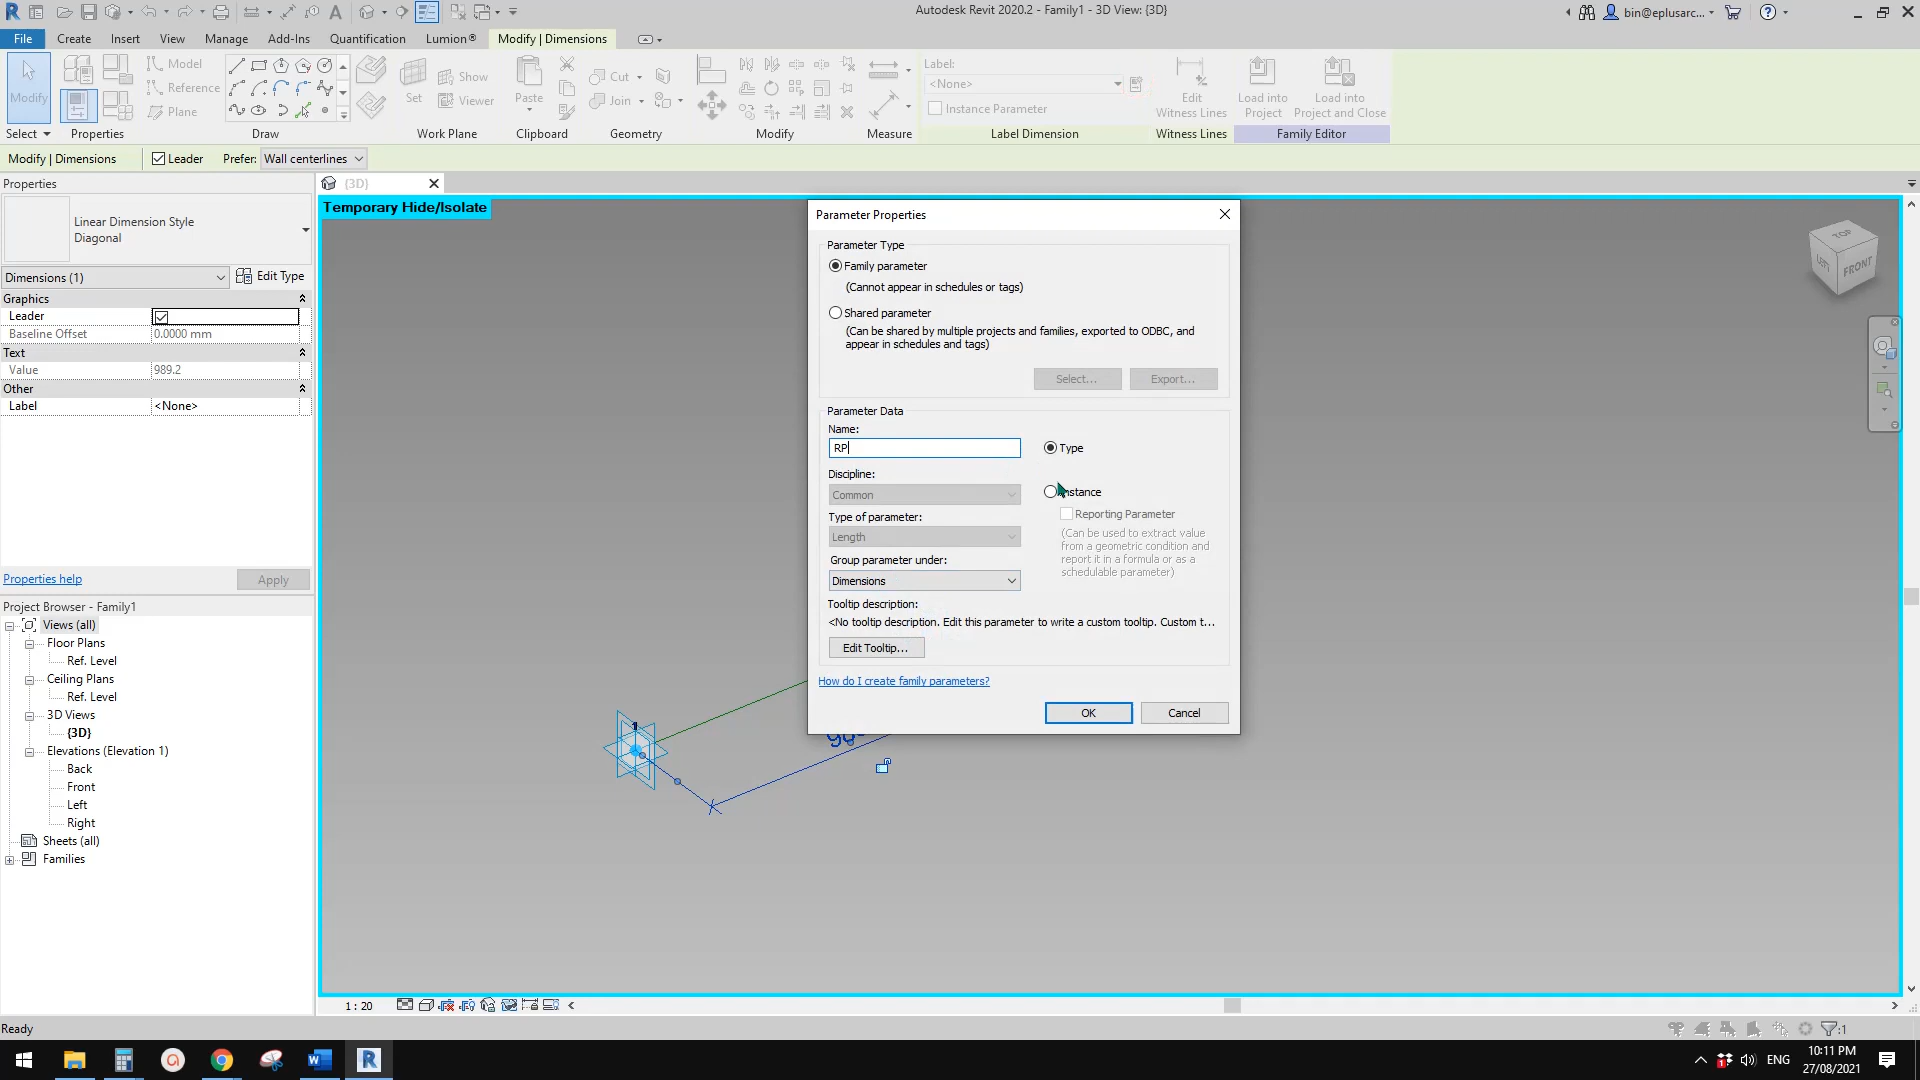 Autodesk Revit 2020.2 - Family1 - 3D View: {3D}
bin@eplusarc...
File Create Insert View Manage Add-Ins Quantification Lumion® Modify | Dimensions
Modify
Model
Reference
Plane
Set
Show
Viewer
Paste
Cut
Join
Label:
<None>
Instance Parameter
Edit
Witness Lines
Load into
Project
Load into
Project and Close
Select Properties Draw Work Plane Clipboard Geometry Modify Measure Label Dimension Witness Lines Family Editor
Modify | Dimensions Leader Prefer: Wall centerlines
Properties
Linear Dimension Style
Diagonal
Dimensions (1) Edit Type
Graphics
Leader
Baseline Offset 0.0000 mm
Text
Value 989.2
Other
Label <None>
Properties help Apply
Project Browser - Family1
Views (all)
Floor Plans
Ref. Level
Ceiling Plans
Ref. Level
3D Views
{3D}
Elevations (Elevation 1)
Back
Front
Left
Right
Sheets (all)
Families
{3D}
Temporary Hide/Isolate
TOP
LEFT FRONT
1
Parameter Properties
Parameter Type
Family parameter
(Cannot appear in schedules or tags)
Shared parameter
(Can be shared by multiple projects and families, exported to ODBC, and
appear in schedules and tags)
Select... Export...
Parameter Data
Name:
RP
Type
Discipline:
Common
Instance
Type of parameter:
Reporting Parameter
Length
(Can be used to extract value
from a geometric condition and
report it in a formula or as a
schedulable parameter)
Group parameter under:
Dimensions
Tooltip description:
<No tooltip description. Edit this parameter to write a custom tooltip. Custom t...
Edit Tooltip...
How do I create family parameters?
OK Cancel
1 : 20
Ready
:1
ENG
10:11 PM
27/08/2021